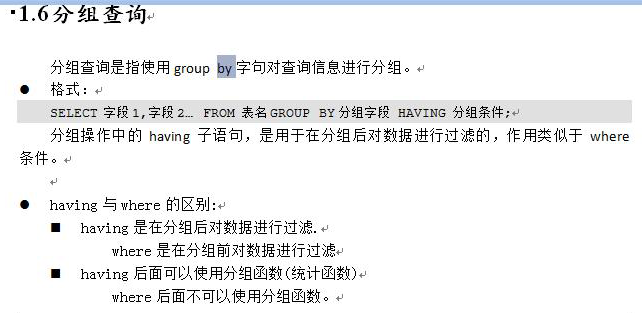 1.6分组查询
分组查询是指使用 group by 字句对查询信息进行分组。
● 格式：
SELECT 字段 1,字段 2… FROM 表名 GROUP BY 分组字段 HAVING 分组条件;
分组操作中的 having 子语句，是用于在分组后对数据进行过滤的，作用类似于 where
条件。
● having 与 where 的区别:
■ having 是在分组后对数据进行过滤.
where 是在分组前对数据进行过滤
■ having 后面可以使用分组函数(统计函数)
where 后面不可以使用分组函数。